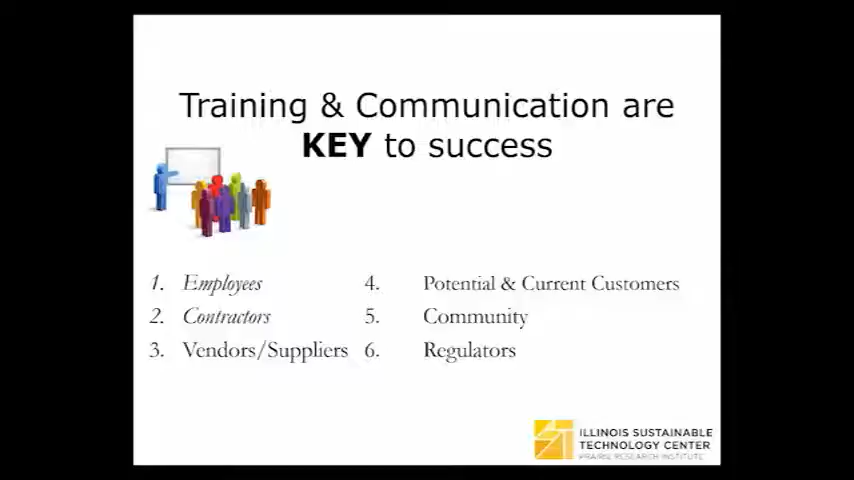 Training & Communication are
KEY to success
1. Employees
2. Contractors
3. Vendors/Suppliers
4. Potential & Current Customers
5. Community
6. Regulators
ILLINOIS SUSTAINABLE
TECHNOLOGY CENTER
PRAIRIE RESEARCH INSTITUTE